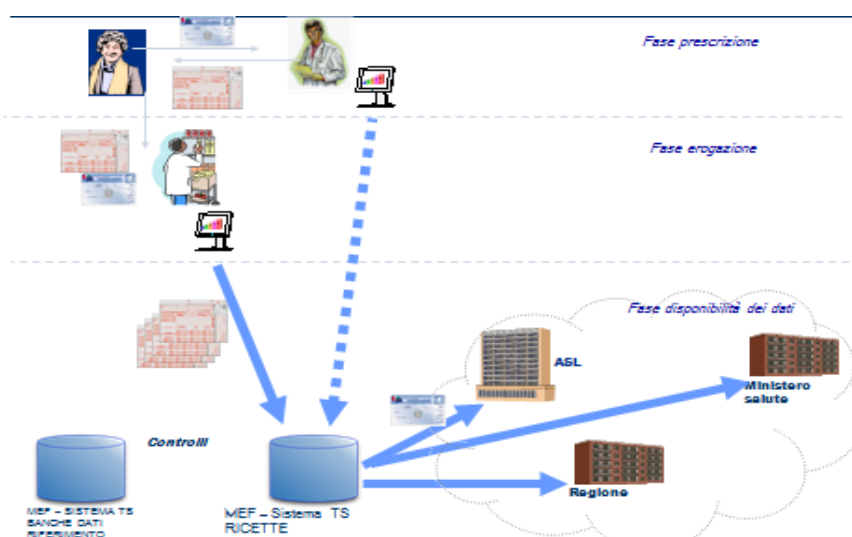 Fase prescrizione
Fase erogazione
Fase disponibilità dei dati
ASL
Ministero
salute
Controlli
Regione
MEF – SISTEMA TS
BANCHE DATI
RIFERIMENTO
MEF – Sistema TS
RICETTE